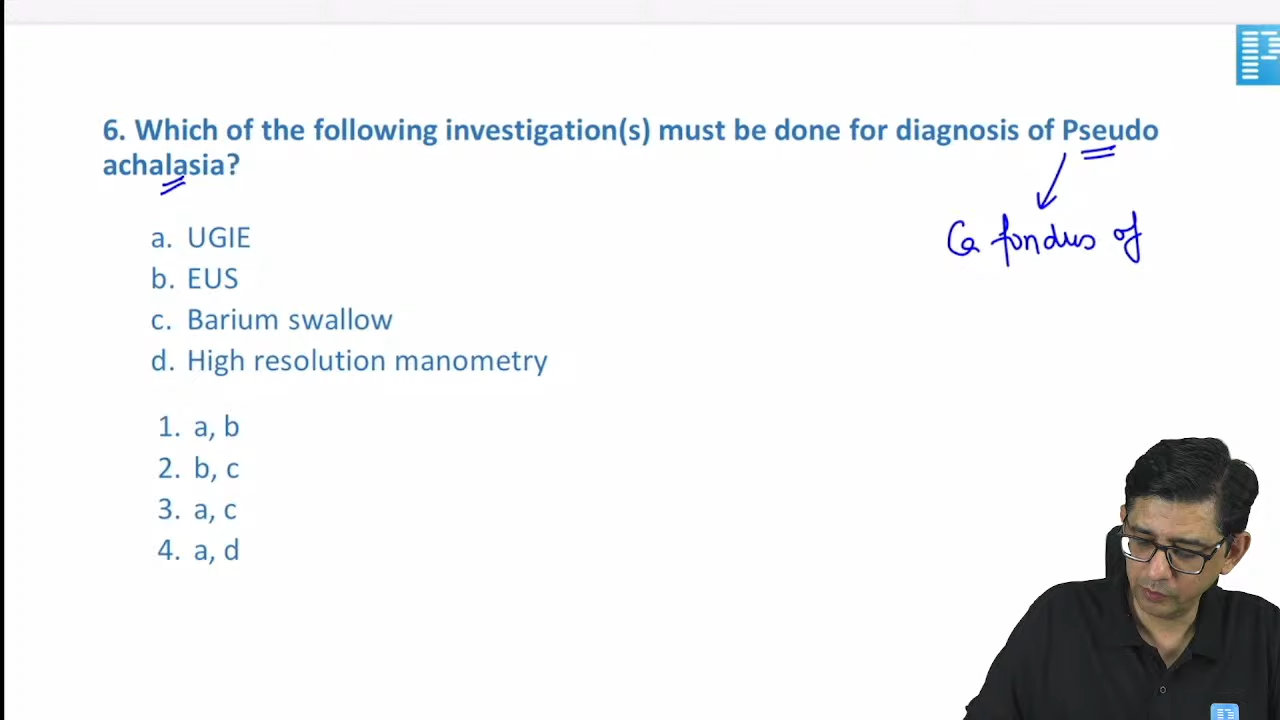 6. Which of the following investigation(s) must be done for diagnosis of Pseudo
achalasia?
Ca fundus of
a. UGIE
b. EUS
c. Barium swallow
d. High resolution manometry
1. a, b
2. b, c
3. a, c
4. a, d